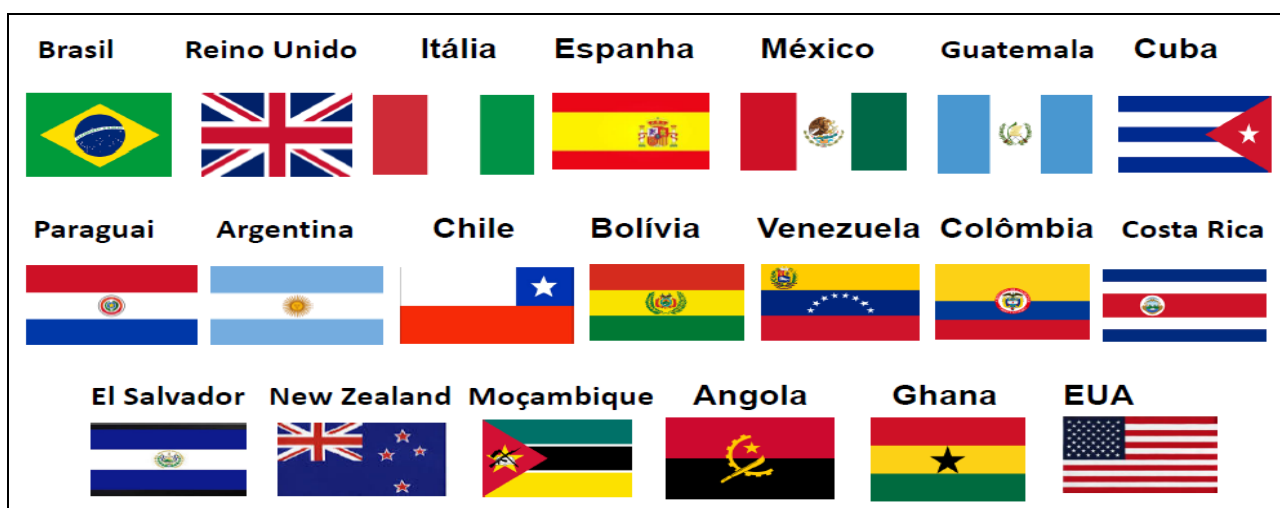 Brasil Reino Unido Itália Espanha México Guatemala Cuba
Paraguai Argentina Chile Bolívia Venezuela Colômbia Costa Rica
El Salvador New Zealand Moçambique Angola Ghana EUA